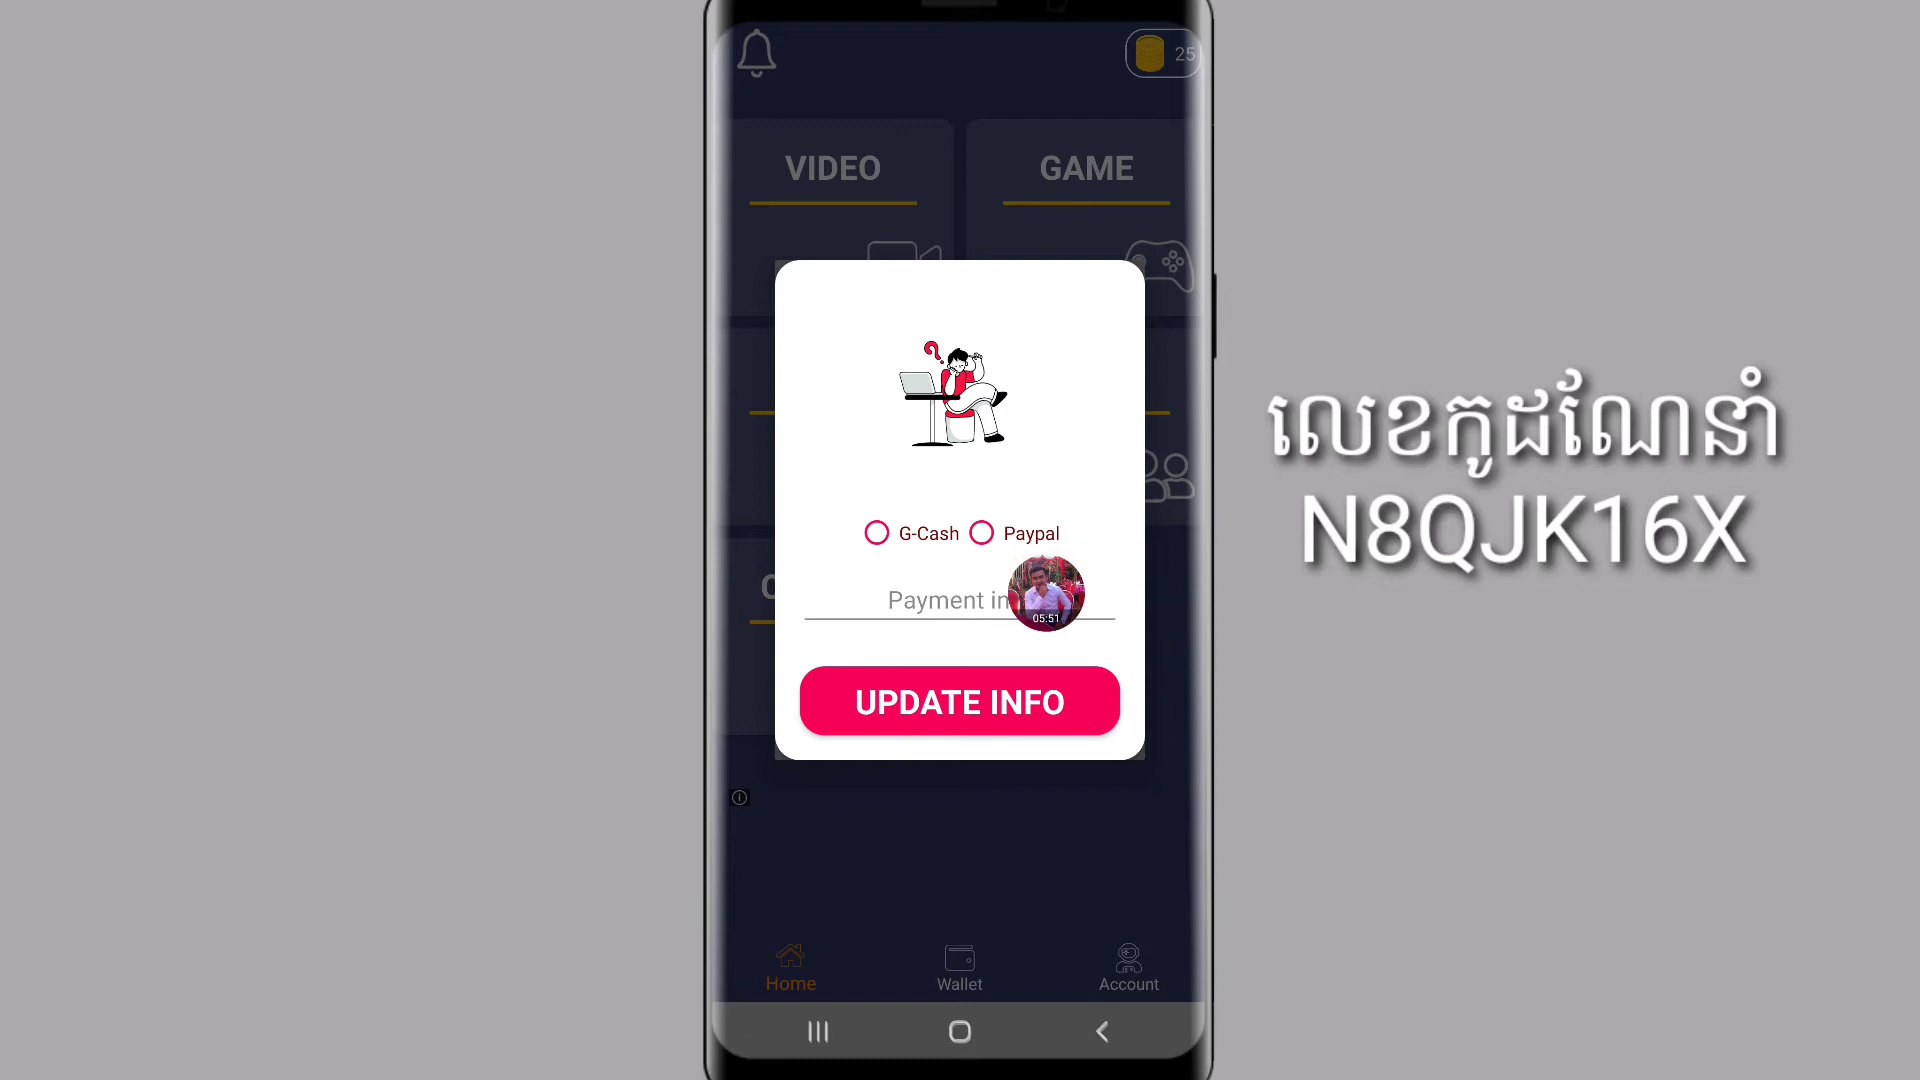 25
VIDEO
GAME
G-Cash
Paypal
Payment in
05:51
UPDATE INFO
Home
Wallet
Account
លេខកូដណែនាំ
N8QJK16X